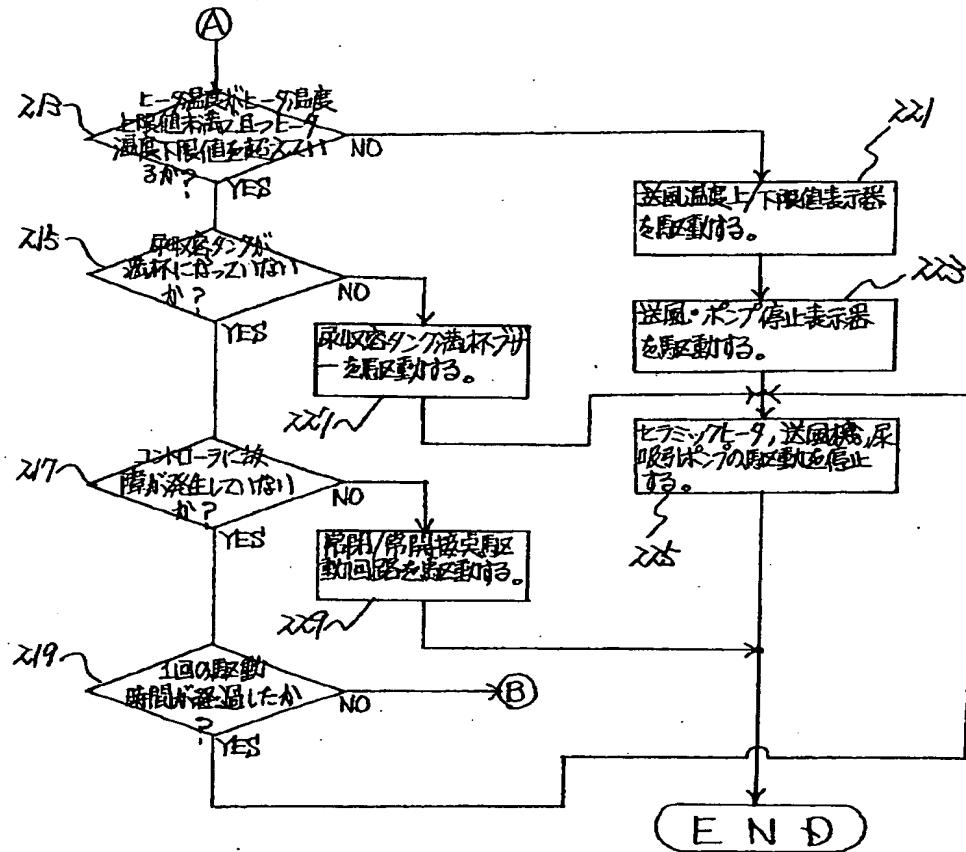 A
213
ヒータ温度がヒータ温度
上限値未満で且つヒータ
温度下限値を超えてい
るか?
NO
YES
221
送風温度上/下限値表示器
を駆動する。
215
尿収容タンクが
満杯になっていない
か?
NO
YES
223
送風・ポンプ停止表示器
を駆動する。
尿収容タンク満杯ブザ
ーを駆動する。
セラミックヒータ,送風機,尿
吸引ポンプの駆動を停止
する。
225
217
コントローラに故
障が発生していない
か?
NO
YES
常閉/常開接点駆
動回路を駆動する。
229
219
1回の駆動
時間が経過したか
?
NO
B
YES
END